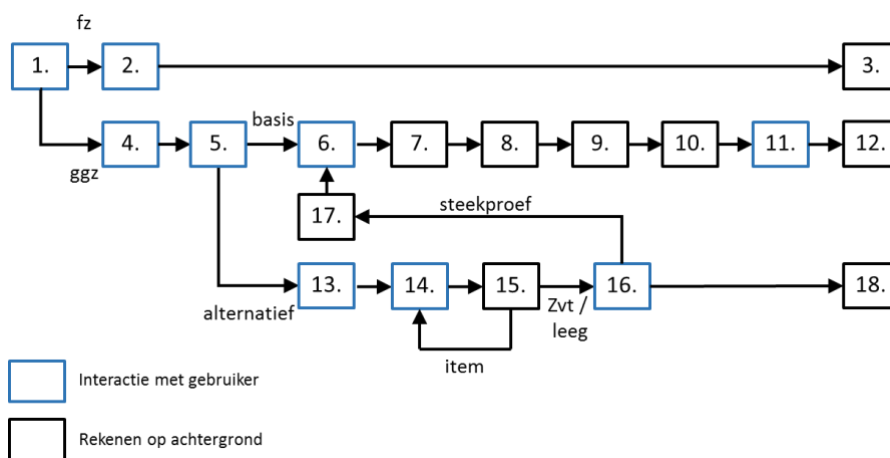 fz
1.
2.
3.
basis
4.
5.
6.
7.
8.
9.
10.
11.
12.
ggz
steekproef
17.
13.
14.
15.
16.
18.
alternatief
Zvt /
leeg
item
Interactie met gebruiker
Rekenen op achtergrond